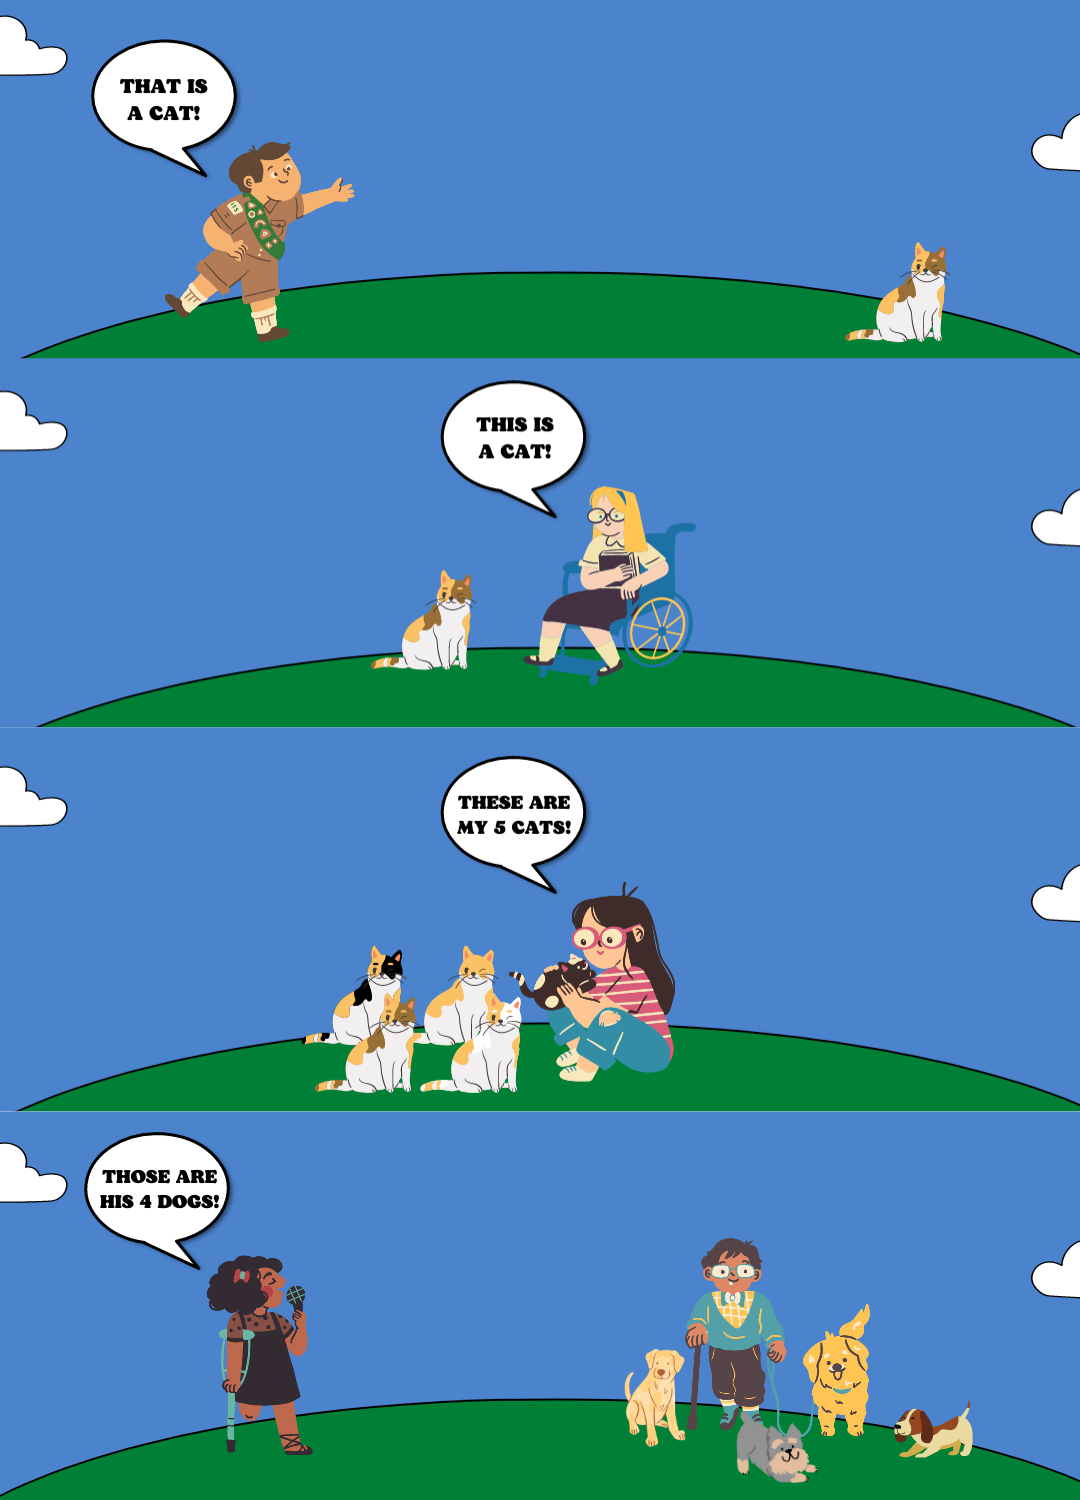 THAT IS
A CAT!
THIS IS
A CAT!
THESE ARE
MY 5 CATS!
THOSE ARE
HIS 4 DOGS!